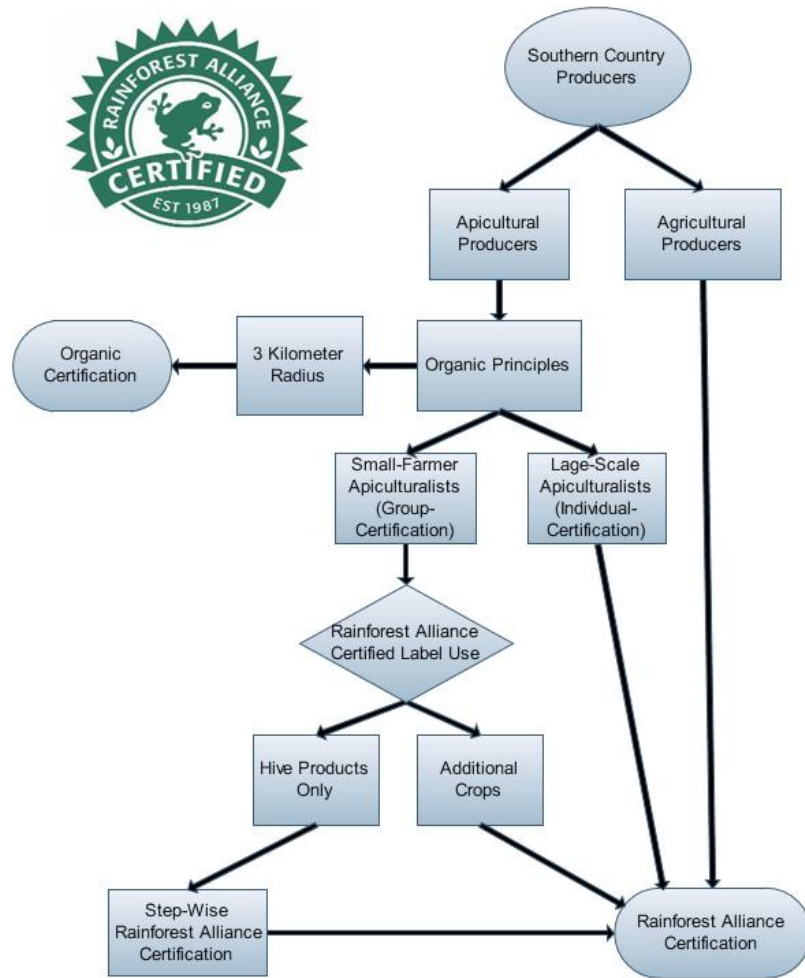 RAINFOREST ALLIANCE
CERTIFIED
EST 1987
Southern Country
Producers
Apicultural
Producers
Agricultural
Producers
Organic
Certification
3 Kilometer
Radius
Organic Principles
Small-Farmer
Apiculturalists
(Group-
Certification)
Lage-Scale
Apiculturalists
(Individual-
Certification)
Rainforest Alliance
Certified Label Use
Hive Products
Only
Additional
Crops
Step-Wise
Rainforest Alliance
Certification
Rainforest Alliance
Certification